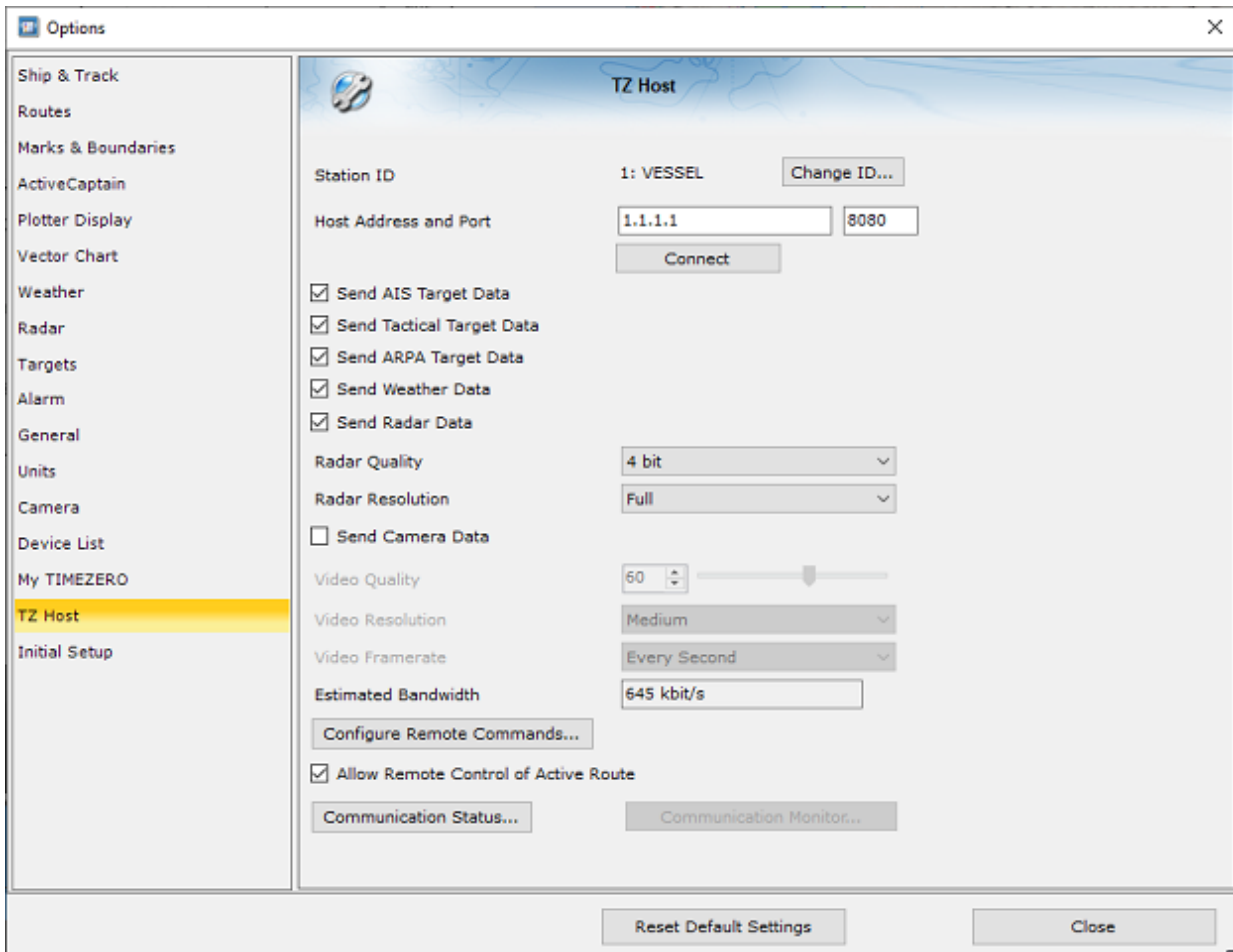 Options
Ship & Track
Routes
Marks & Boundaries
ActiveCaptain
Plotter Display
Vector Chart
Weather
Radar
Targets
Alarm
General
Units
Camera
Device List
My TIMEZERO
TZ Host
Initial Setup
TZ Host
Station ID 1: VESSEL Change ID...
Host Address and Port 1.1.1.1 8080
Connect
Send AIS Target Data
Send Tactical Target Data
Send ARPA Target Data
Send Weather Data
Send Radar Data
Radar Quality 4 bit
Radar Resolution Full
Send Camera Data
Video Quality 60
Video Resolution Medium
Video Framerate Every Second
Estimated Bandwidth 645 kbit/s
Configure Remote Commands...
Allow Remote Control of Active Route
Communication Status... Communication Monitor...
Reset Default Settings Close